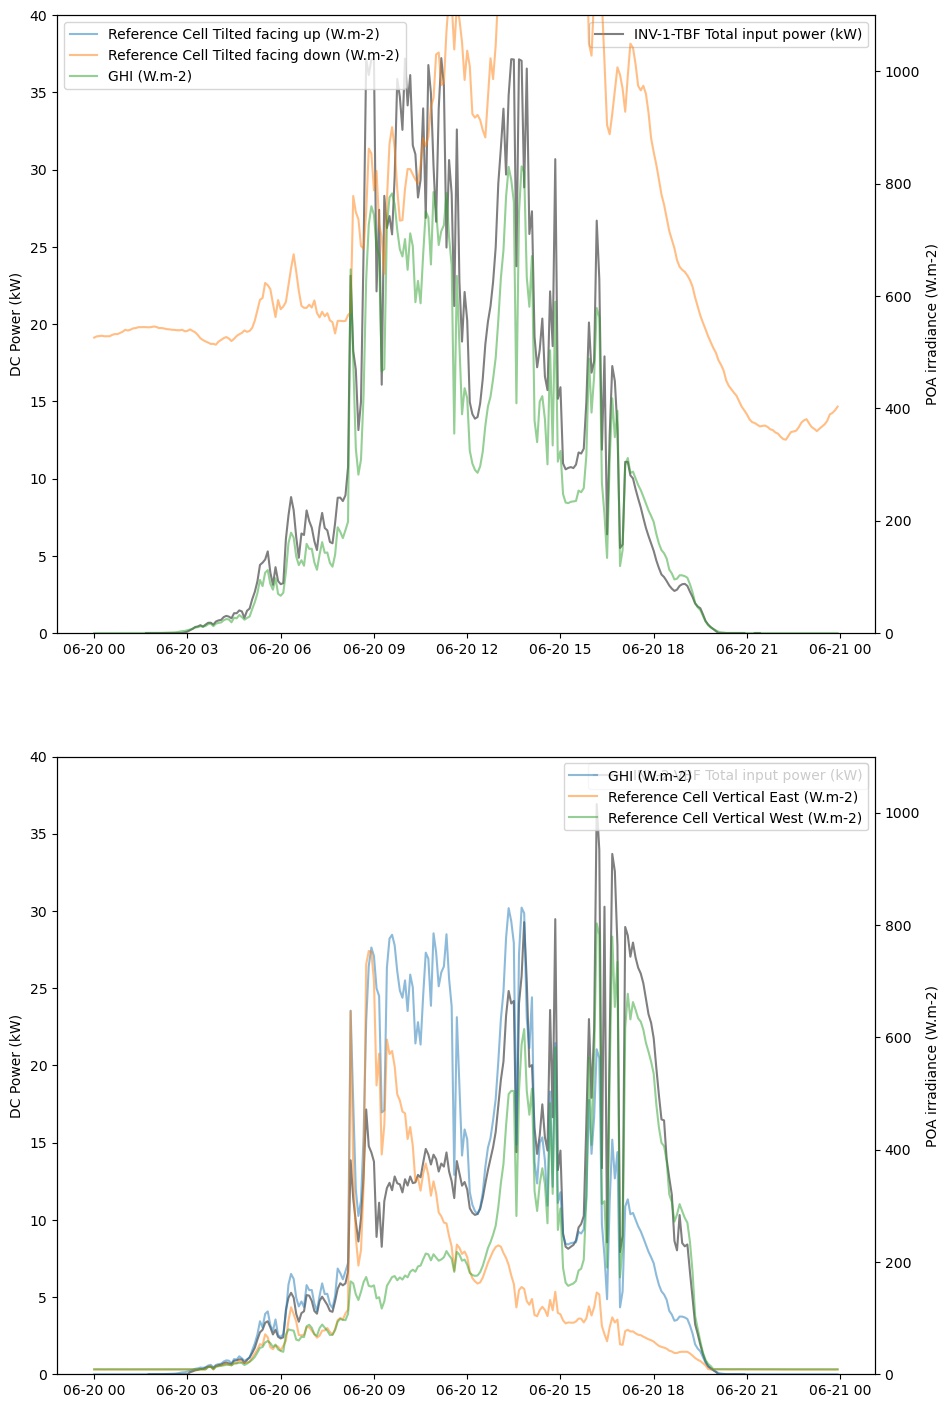 40
35
30
25
20
15
10
5
0
DC Power (kW)
Reference Cell Tilted facing up (W.m-2)
Reference Cell Tilted facing down (W.m-2)
GHI (W.m-2)
INV-1-TBF Total input power (kW)
1000
800
600
400
200
0
POA irradiance (W.m-2)
06-20 00 06-20 03 06-20 06 06-20 09 06-20 12 06-20 15 06-20 18 06-20 21 06-21 00
40
35
30
25
20
15
10
5
0
DC Power (kW)
GHI (W.m-2)
Total input power (kW)
Reference Cell Vertical East (W.m-2)
Reference Cell Vertical West (W.m-2)
1000
800
600
400
200
0
POA irradiance (W.m-2)
06-20 00 06-20 03 06-20 06 06-20 09 06-20 12 06-20 15 06-20 18 06-20 21 06-21 00